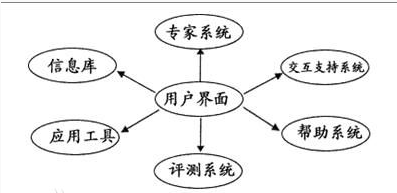 专家系统
信息库
交互支持系统
用户界面
应用工具
帮助系统
评测系统